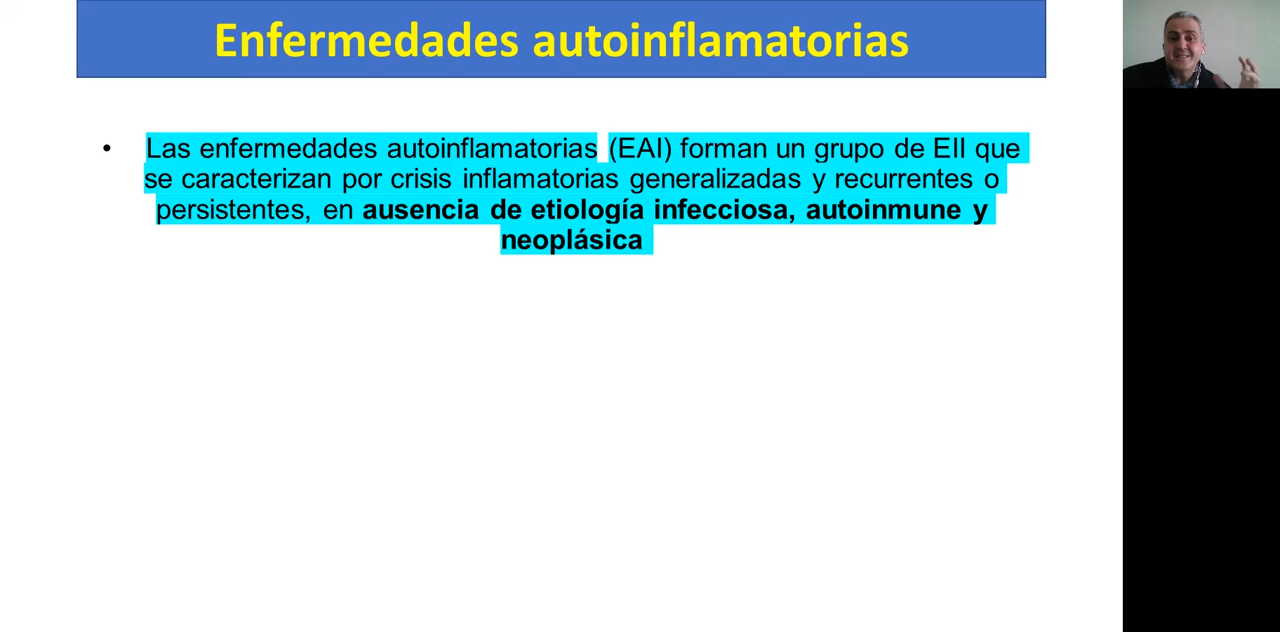 Enfermedades autoinflamatorias
• Las enfermedades autoinflamatorias (EAI) forman un grupo de EII que
se caracterizan por crisis inflamatorias generalizadas y recurrentes o
persistentes, en ausencia de etiología infecciosa, autoinmune y
neoplásica